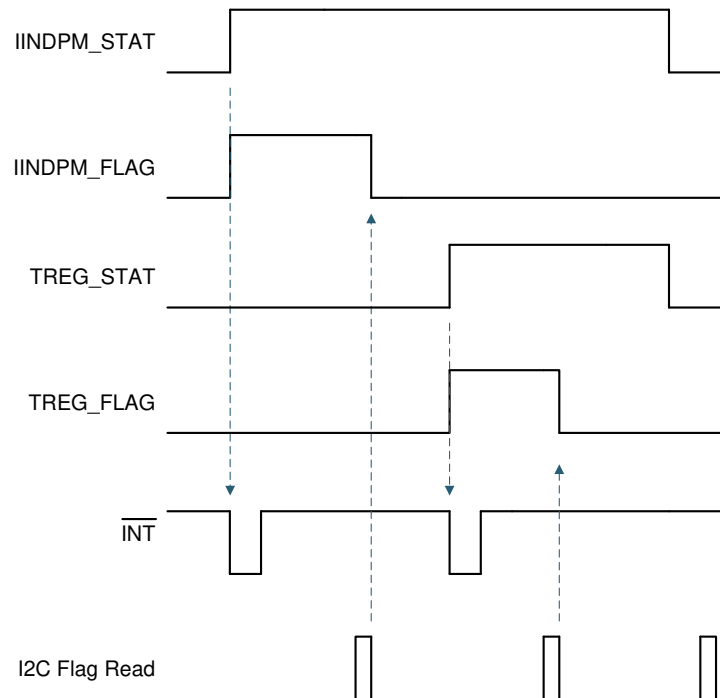 IINDPM_STAT
IINDPM_FLAG
TREG_STAT
TREG_FLAG
INT
I2C Flag Read